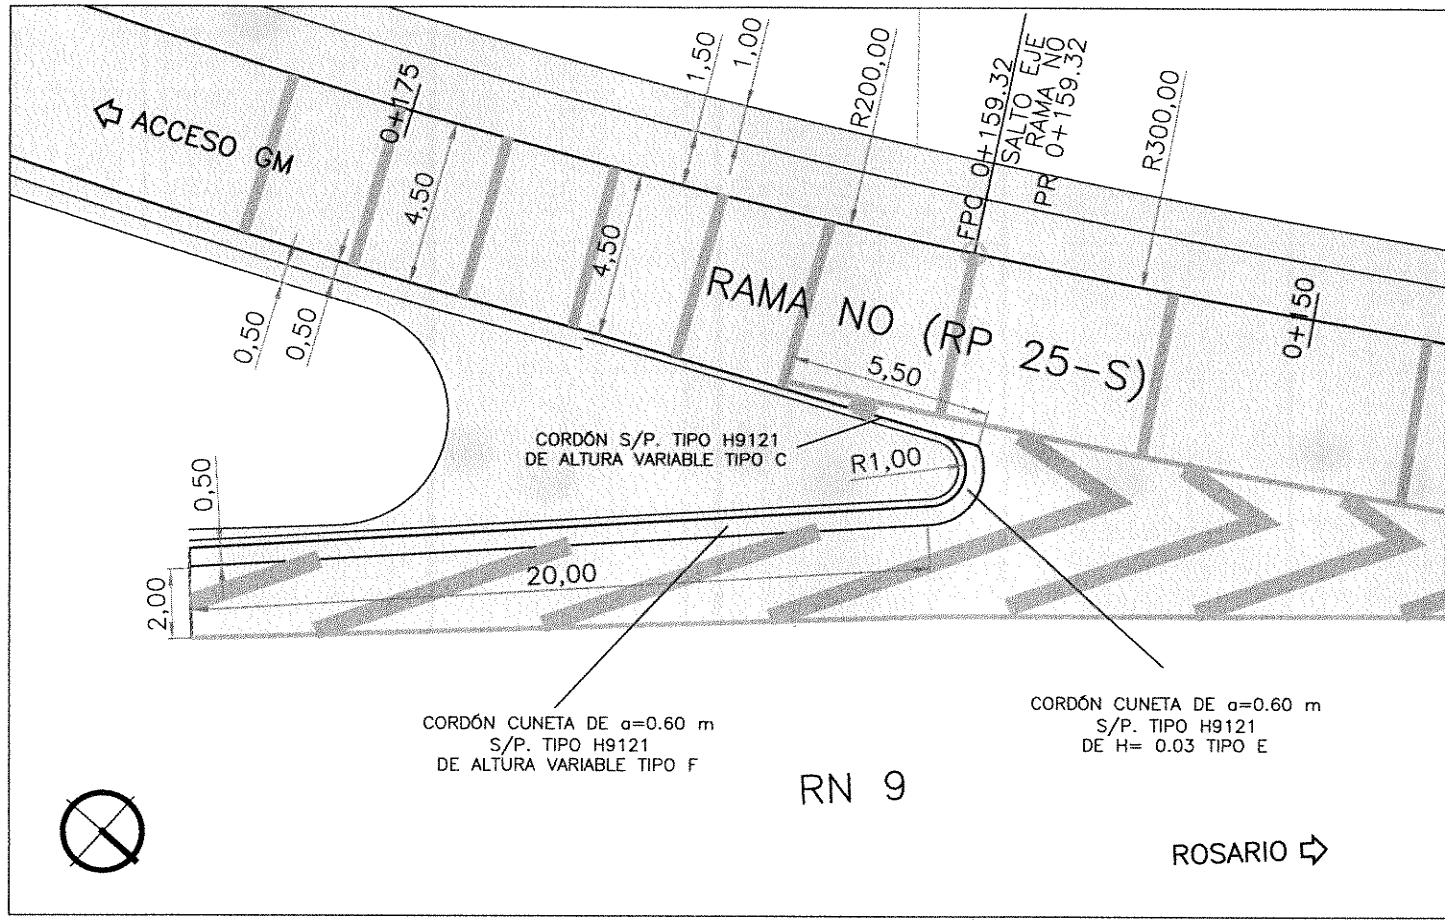 1,50
1,00
R200,00
FPC 0+159.32
SALTO EJE
RAMA NO
PR 0+159.32
R300,00
0+175
ACCESO GM
4,50
4,50
RAMA NO (RP 25-S)
0+150
0,50
0,50
5,50
CORDÓN S/P. TIPO H9121
DE ALTURA VARIABLE TIPO C
R1,00
0,50
20,00
2,00
CORDÓN CUNETA DE a=0.60 m
S/P. TIPO H9121
DE ALTURA VARIABLE TIPO F
CORDÓN CUNETA DE a=0.60 m
S/P. TIPO H9121
DE H= 0.03 TIPO E
RN 9
ROSARIO